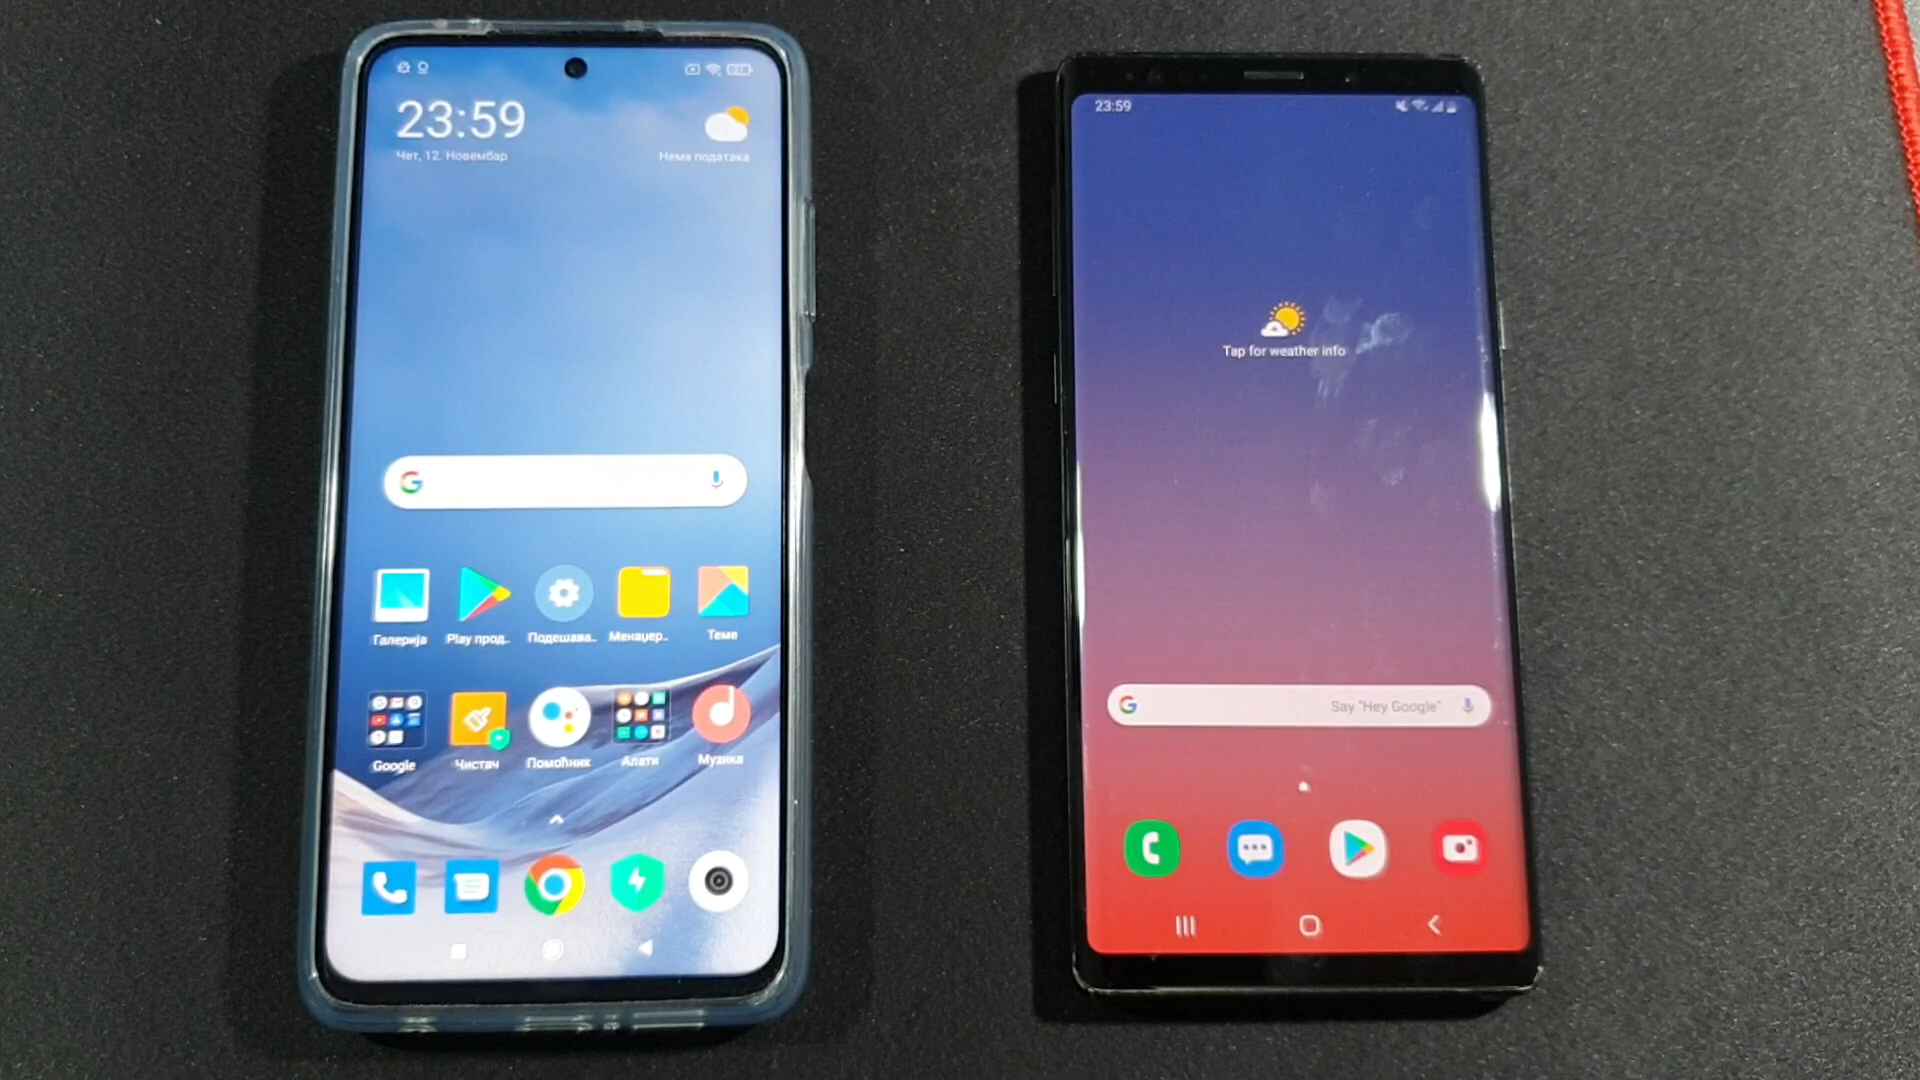 23:59
Чет, 12. Новембар
Нема података
Галерија
Play прод..
Подешава..
Менаџер..
Теме
Google
Чистач
Помоћник
Алати
Музика
23:59
Tap for weather info
Say "Hey Google"